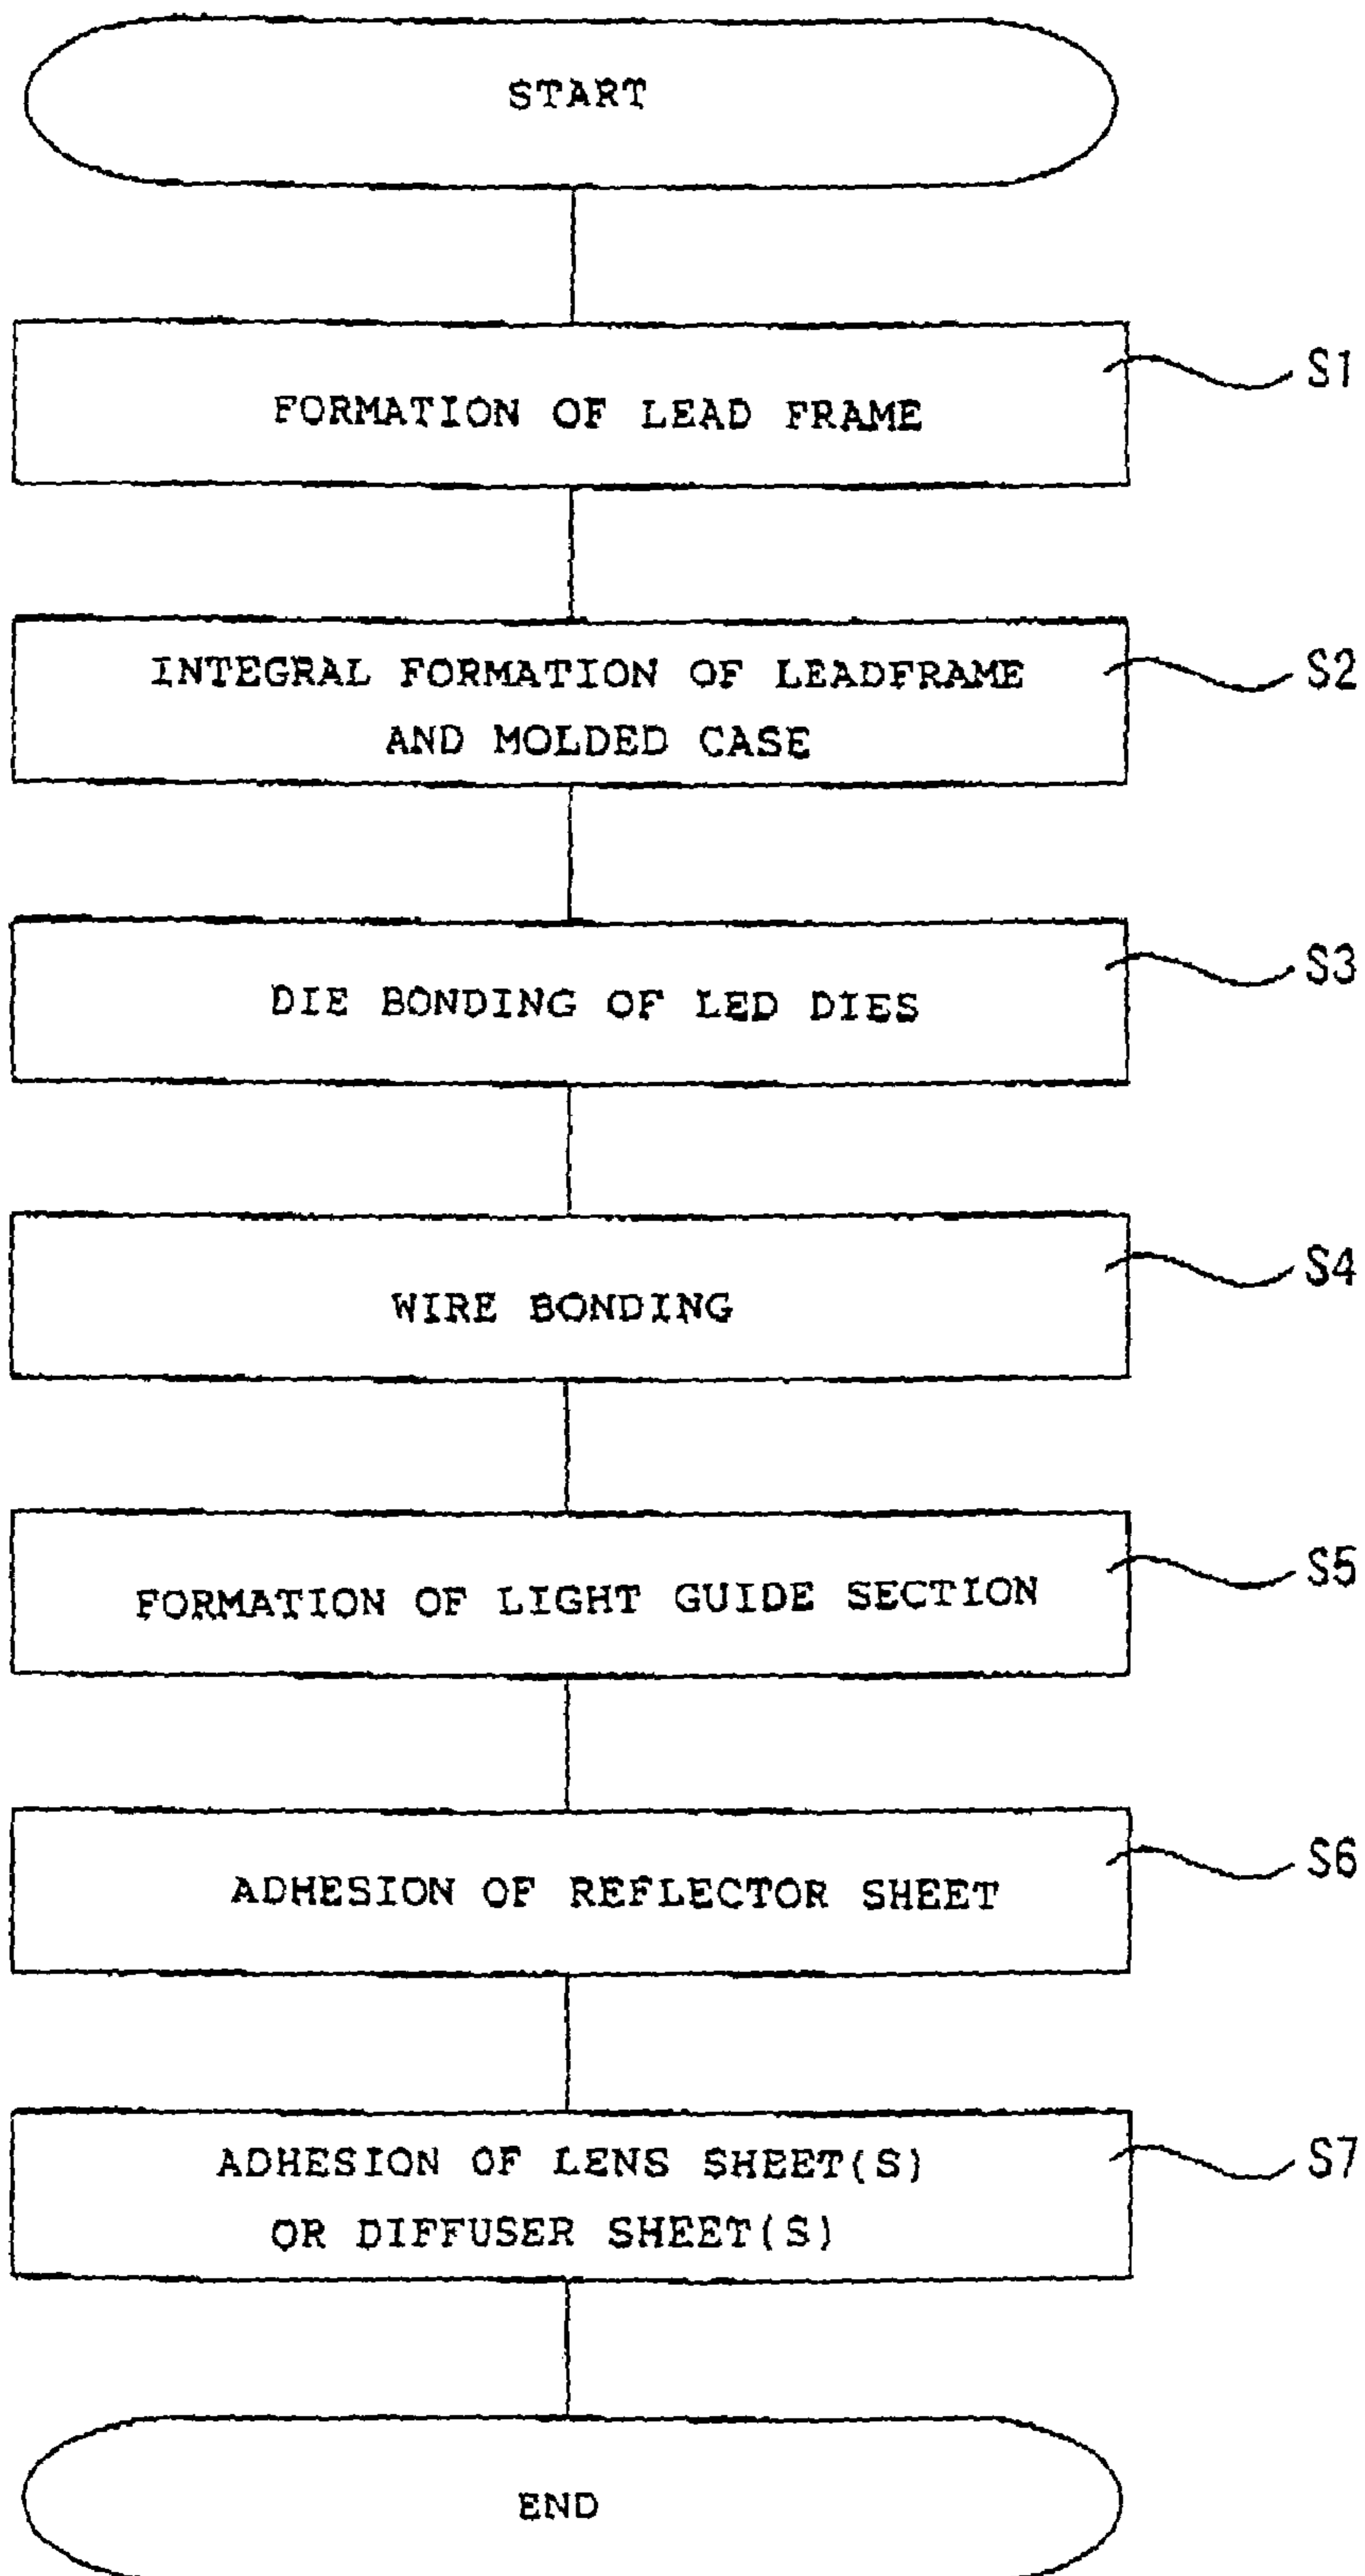 START
FORMATION OF LEAD FRAME
S1
INTEGRAL FORMATION OF LEADFRAME
AND MOLDED CASE
S2
DIE BONDING OF LED DIES
S3
WIRE BONDING
S4
FORMATION OF LIGHT GUIDE SECTION
S5
ADHESION OF REFLECTOR SHEET
S6
ADHESION OF LENS SHEET(S)
OR DIFFUSER SHEET(S)
S7
END